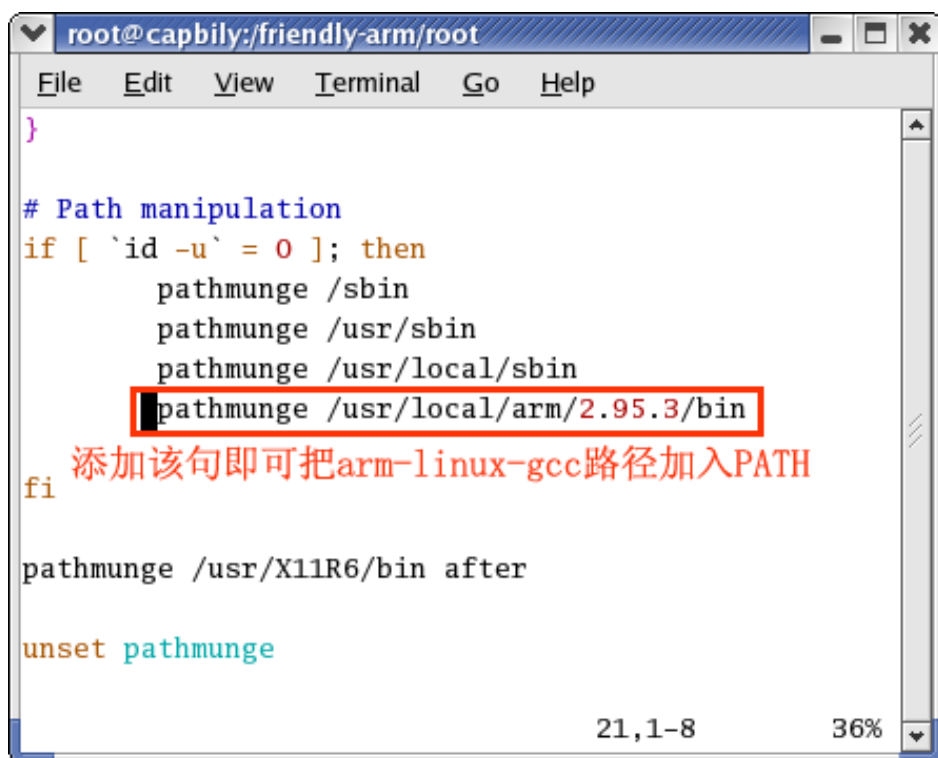 root@capbily:/friendly-arm/root
File Edit View Terminal Go Help
}
# Path manipulation
if [ `id -u` = 0 ]; then
pathmunge /sbin
pathmunge /usr/sbin
pathmunge /usr/local/sbin
pathmunge /usr/local/arm/2.95.3/bin
添加该句即可把arm-linux-gcc路径加入PATH
fi
pathmunge /usr/X11R6/bin after
unset pathmunge
21,1-8 36%